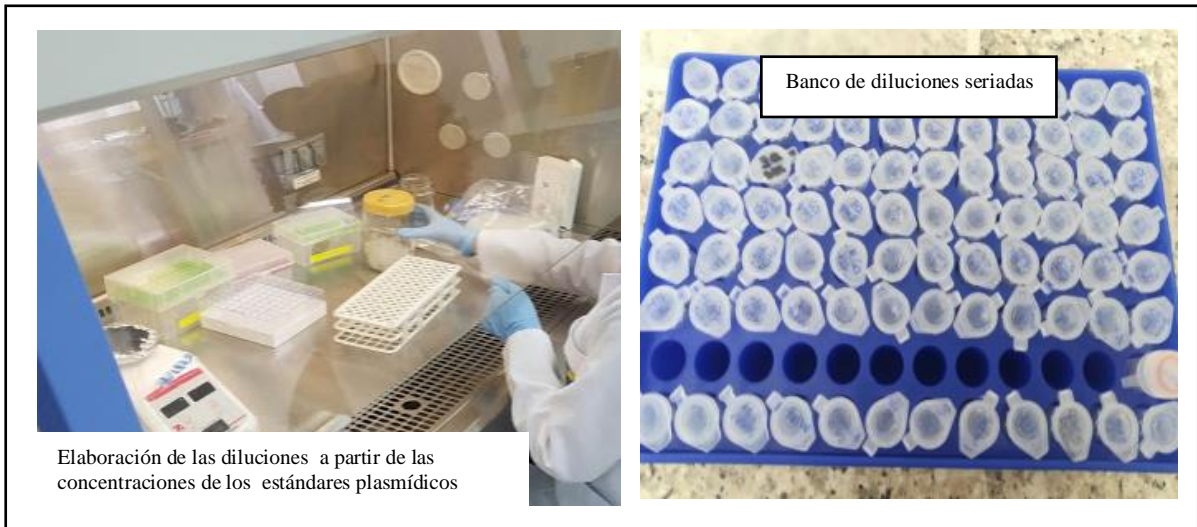 Banco de diluciones seriadas
Elaboración de las diluciones a partir de las
concentraciones de los estándares plasmídicos